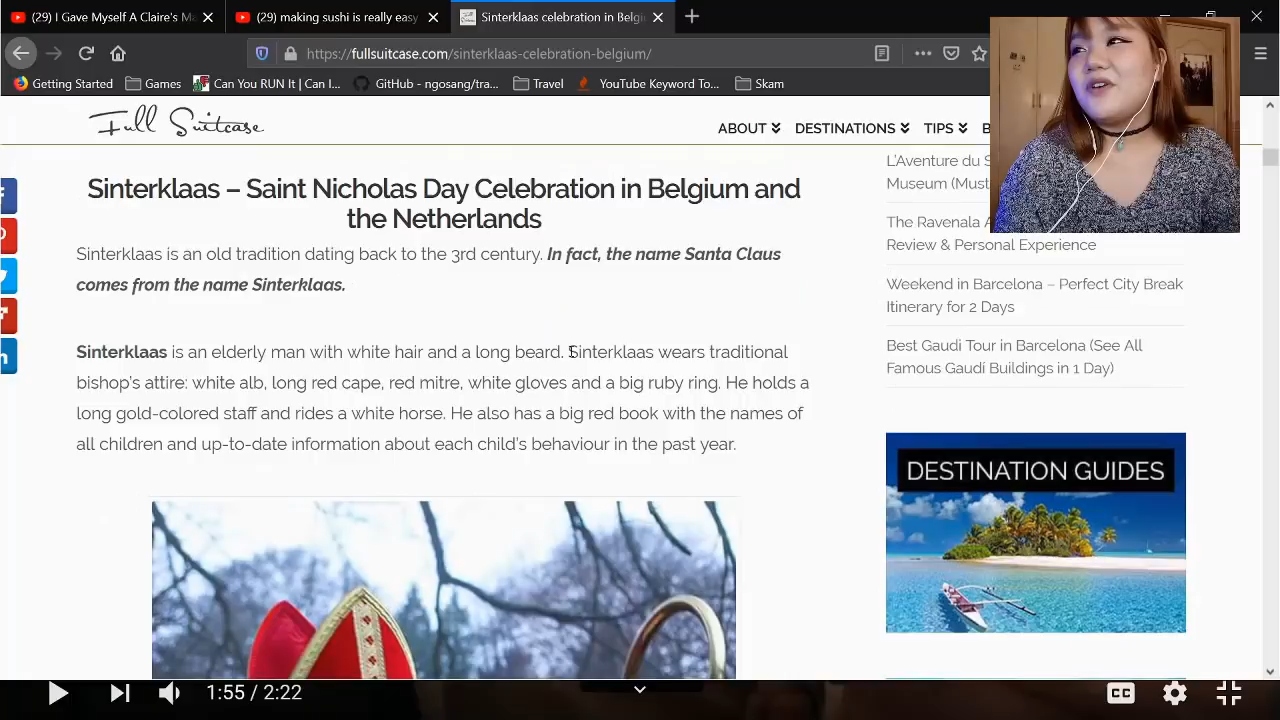 (29) I Gave Myself A Claire's Ma
(29) making sushi is really easy
Sinterklaas celebration in Belgiu
https://fullsuitcase.com/sinterklaas-celebration-belgium/
Getting Started
Games
Can You RUN It | Can I...
GitHub - ngosang/tra...
Travel
YouTube Keyword To...
Skam
Full Suitcase
ABOUT
DESTINATIONS
TIPS
B
Sinterklaas – Saint Nicholas Day Celebration in Belgium and
the Netherlands
Sinterklaas is an old tradition dating back to the 3rd century. In fact, the name Santa Claus
comes from the name Sinterklaas.
Sinterklaas is an elderly man with white hair and a long beard. Sinterklaas wears traditional
bishop's attire: white alb, long red cape, red mitre, white gloves and a big ruby ring. He holds a
long gold-colored staff and rides a white horse. He also has a big red book with the names of
all children and up-to-date information about each child's behaviour in the past year.
L'Aventure du S
Museum (Must
The Ravenala A
Review & Personal Experience
Weekend in Barcelona – Perfect City Break
Itinerary for 2 Days
Best Gaudi Tour in Barcelona (See All
Famous Gaudí Buildings in 1 Day)
DESTINATION GUIDES
1:55 / 2:22
CC